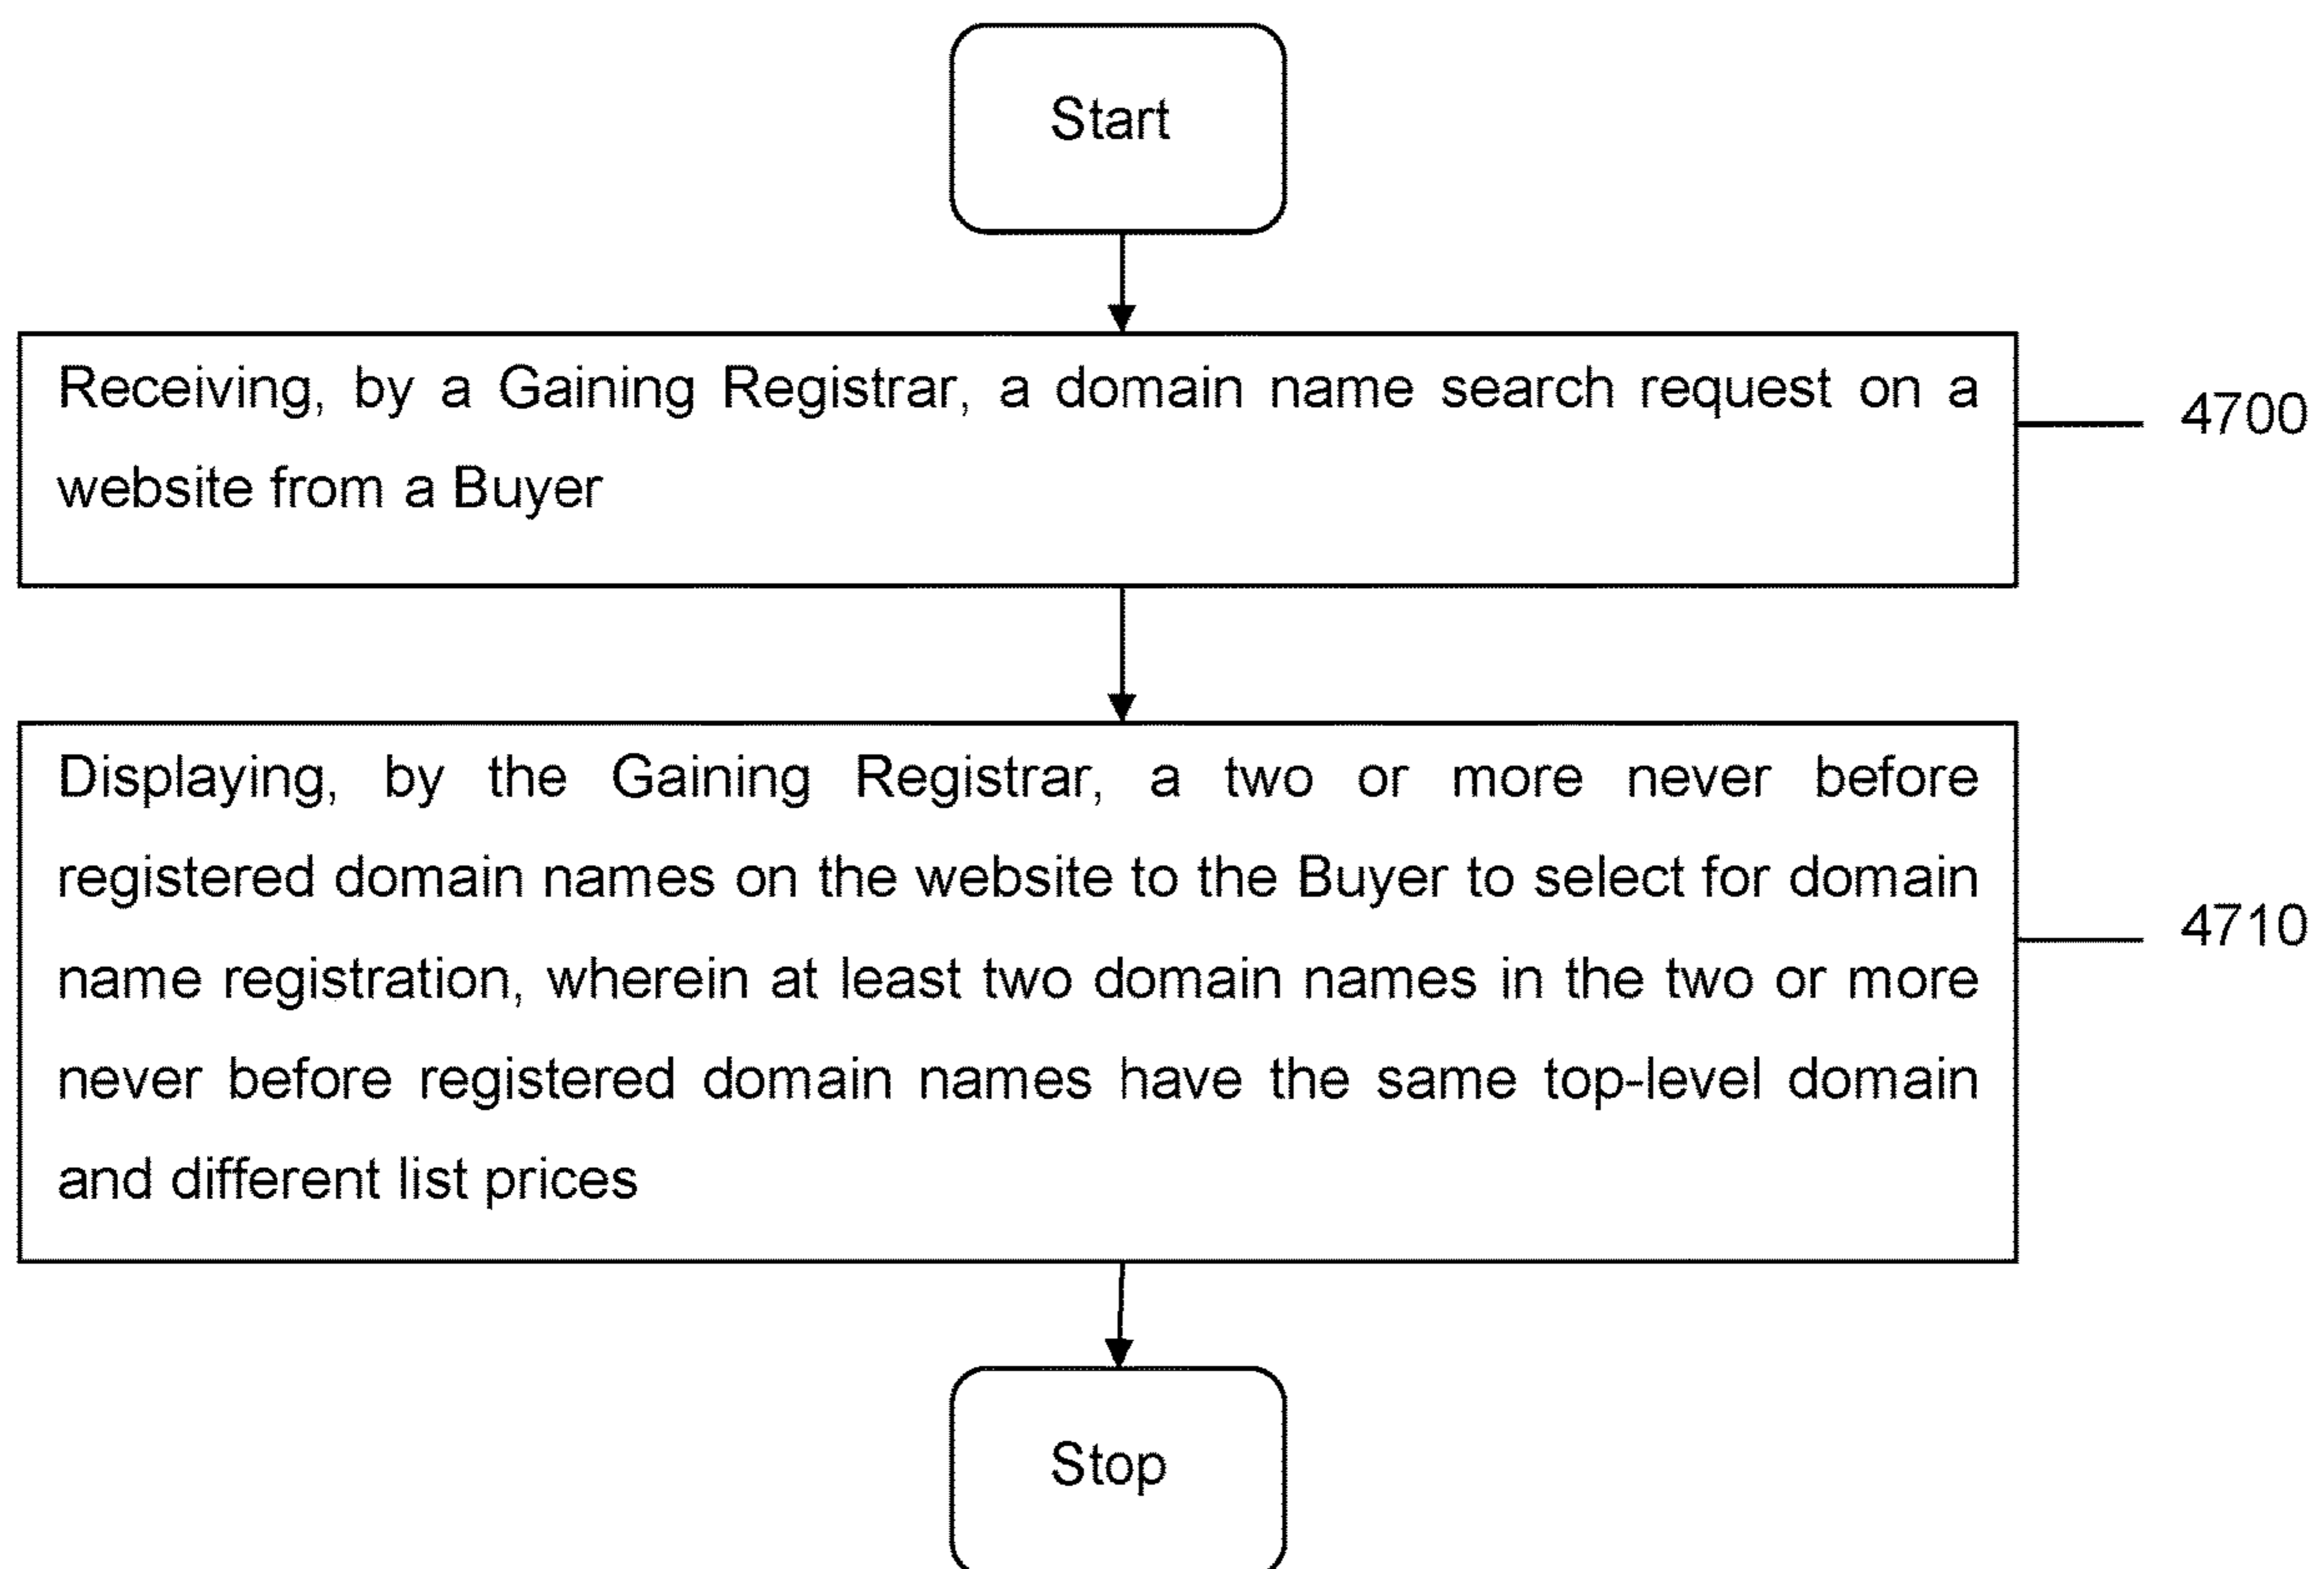 Start
Receiving, by a Gaining Registrar, a domain name search request on a
website from a Buyer
4700
Displaying, by the Gaining Registrar, a two or more never before
registered domain names on the website to the Buyer to select for domain
name registration, wherein at least two domain names in the two or more
never before registered domain names have the same top-level domain
and different list prices
4710
Stop